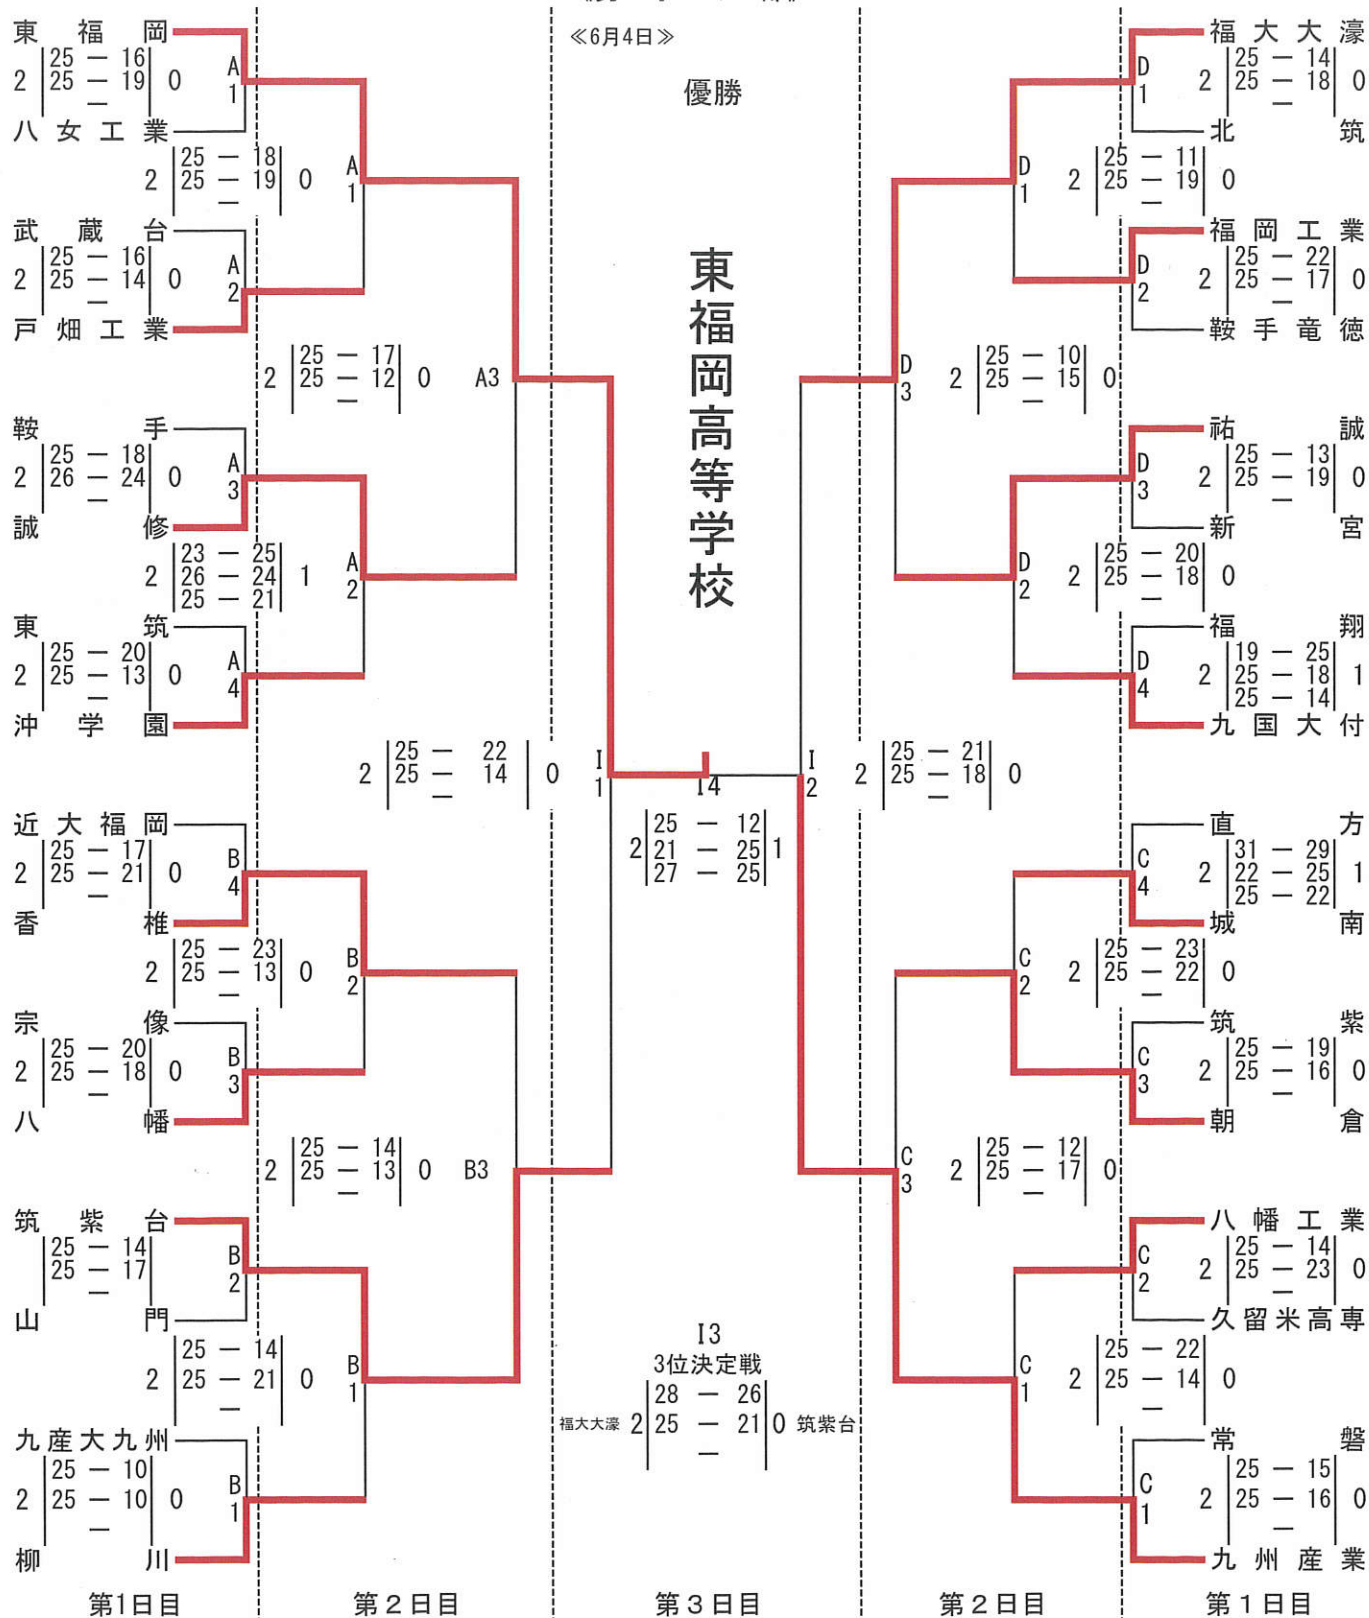 ≪6月4日≫
優勝
東福岡高等学校
東福岡
2 25 — 16 0
25 — 19
—
A1
八女工業
2 25 — 18 0
25 — 19
—
A1
武蔵台
2 25 — 16 0
25 — 14
—
A2
戸畑工業
2 25 — 17 0
25 — 12
—
A3
鞍手
2 25 — 18 0
26 — 24
—
A3
誠修
2 23 — 25 1
26 — 24
25 — 21
A2
東筑
2 25 — 20 0
25 — 13
—
A4
沖学園
2 25 — 22 0
25 — 14
—
I1
近大福岡
2 25 — 17 0
25 — 21
—
B4
香椎
2 25 — 23 0
25 — 13
—
B2
宗像
2 25 — 20 0
25 — 18
—
B3
八幡
2 25 — 14 0
25 — 13
—
B3
筑紫台
25 — 14
25 — 17
—
B2
山門
2 25 — 14 0
25 — 21
—
B1
九産大九州
2 25 — 10 0
25 — 10
—
B1
柳川
I4
2 25 — 12 1
21 — 25
27 — 25
I3
3位決定戦
福大大濠 2 28 — 26 0 筑紫台
25 — 21
—
福大大濠
D1
2 25 — 14 0
25 — 18
—
北筑
D1
2 25 — 11 0
25 — 19
—
福岡工業
D2
2 25 — 22 0
25 — 17
—
鞍手竜徳
D3
2 25 — 10 0
25 — 15
—
祐誠
D3
2 25 — 13 0
25 — 19
—
新宮
D2
2 25 — 20 0
25 — 18
—
福翔
D4
2 19 — 25 1
25 — 18
25 — 14
九国大付
I2
2 25 — 21 0
25 — 18
—
直方
C4
2 31 — 29 1
22 — 25
25 — 22
城南
C2
2 25 — 23 0
25 — 22
—
筑紫
C3
2 25 — 19 0
25 — 16
—
朝倉
C3
2 25 — 12 0
25 — 17
—
八幡工業
C2
2 25 — 14 0
25 — 23
—
久留米高専
C1
2 25 — 22 0
25 — 14
—
常磐
C1
2 25 — 15 0
25 — 16
—
九州産業
第1日目 第2日目 第3日目 第2日目 第1日目